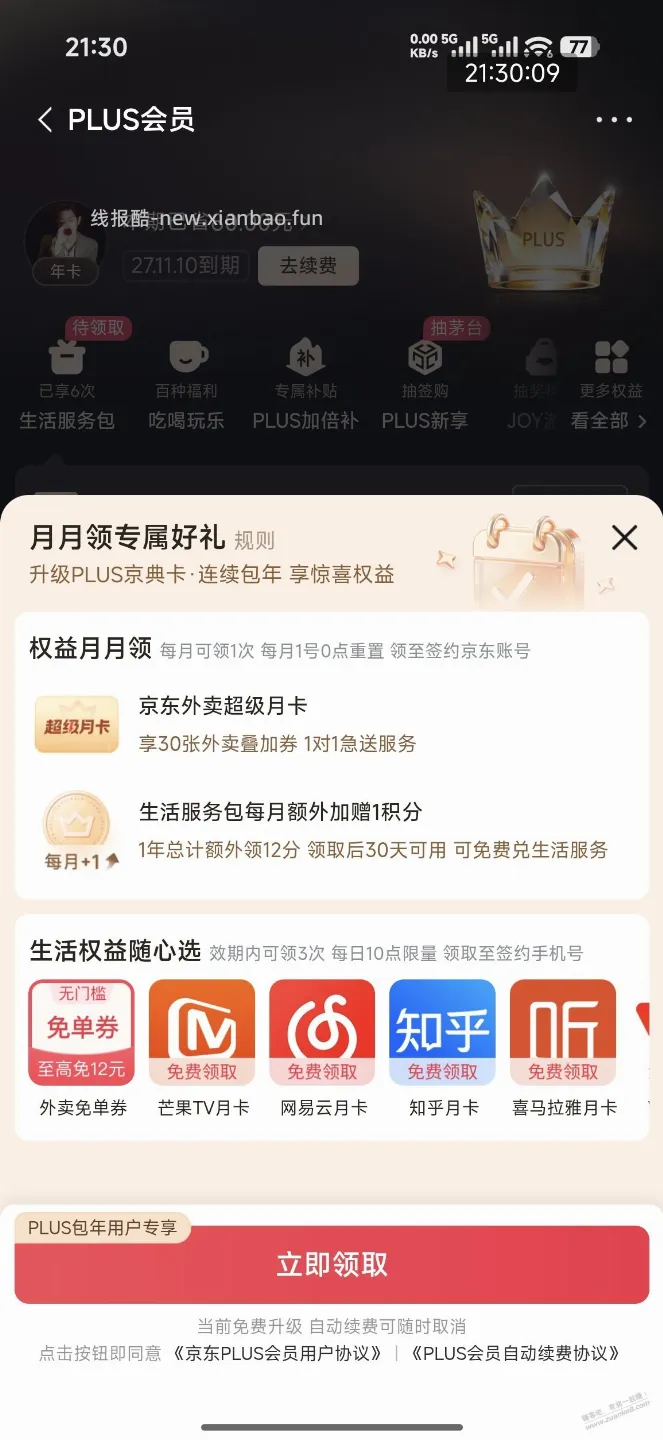 21:30
0.00 KB/s
5G
5G
6
77
21:30:09
PLUS会员
线报酷-new.xianbao.fun
PLUS
年卡
27.11.10到期
去续费
待领取
抽茅台
补
已享6次
百种福利
专属补贴
抽签购
更多权益
生活服务包
吃喝玩乐
PLUS加倍补
PLUS新享
JOY
看全部
月月领专属好礼 规则
升级PLUS京典卡·连续包年 享惊喜权益
权益月月领 每月可领1次 每月1号0点重置 领至签约京东账号
超级月卡
京东外卖超级月卡
享30张外卖叠加券 1对1急送服务
每月+1
生活服务包每月额外加赠1积分
1年总计额外领12分 领取后30天可用 可免费兑生活服务
生活权益随心选 效期内可领3次 每日10点限量 领取至签约手机号
无门槛
免单券
至高免12元
外卖免单券
免费领取
芒果TV月卡
免费领取
网易云月卡
知乎
免费领取
知乎月卡
听
免费领取
喜马拉雅月卡
PLUS包年用户专享
立即领取
当前免费升级 自动续费可随时取消
点击按钮即同意《京东PLUS会员用户协议》|《PLUS会员自动续费协议》
www.zuanke8.com